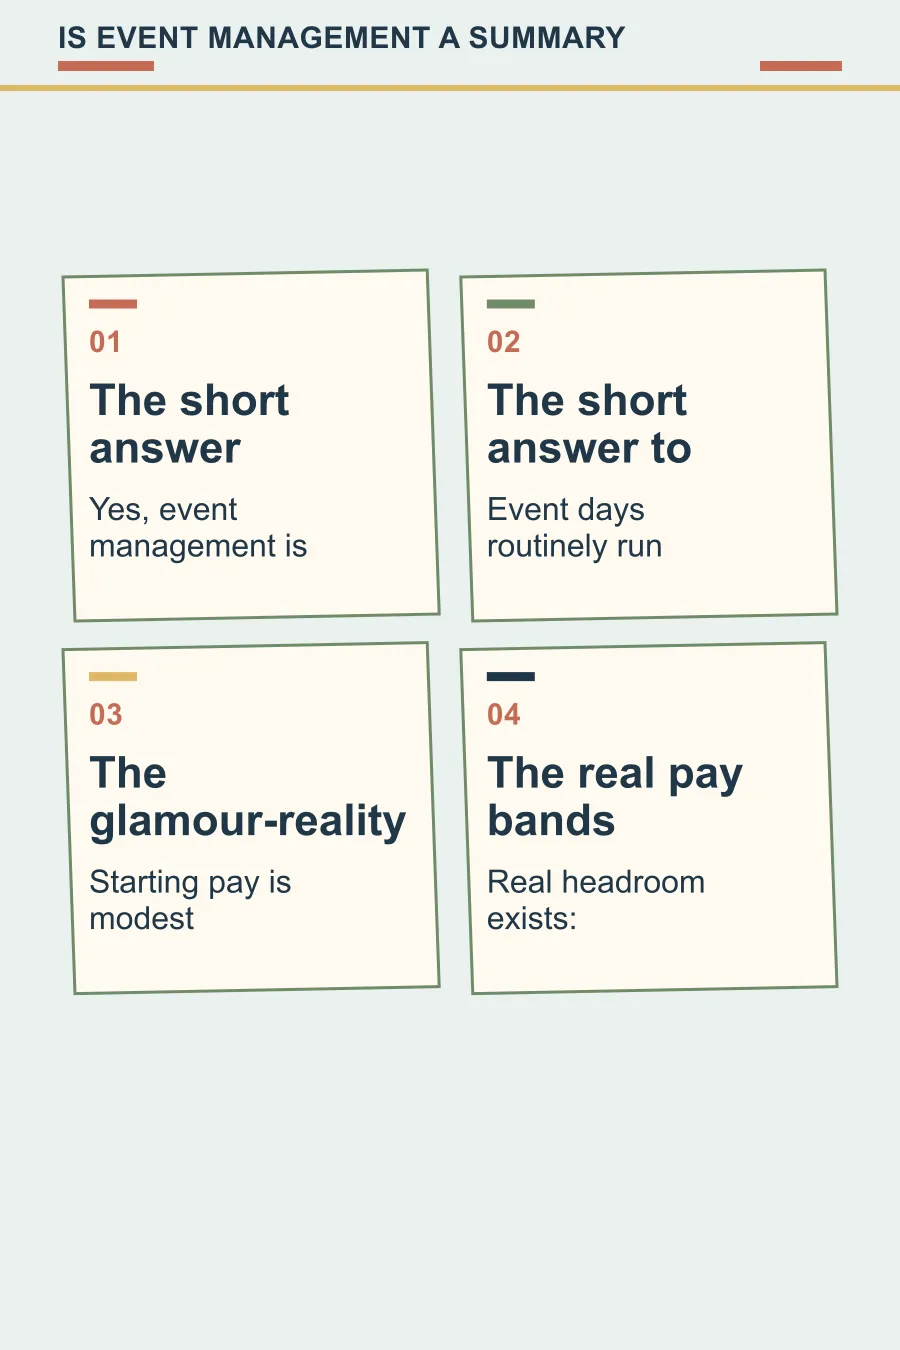 IS EVENT MANAGEMENT A SUMMARY
01
The short
answer
Yes, event
management is
02
The short
answer to
Event days
routinely run
03
The
glamour-reality
Starting pay is
modest
04
The real pay
bands
Real headroom
exists: